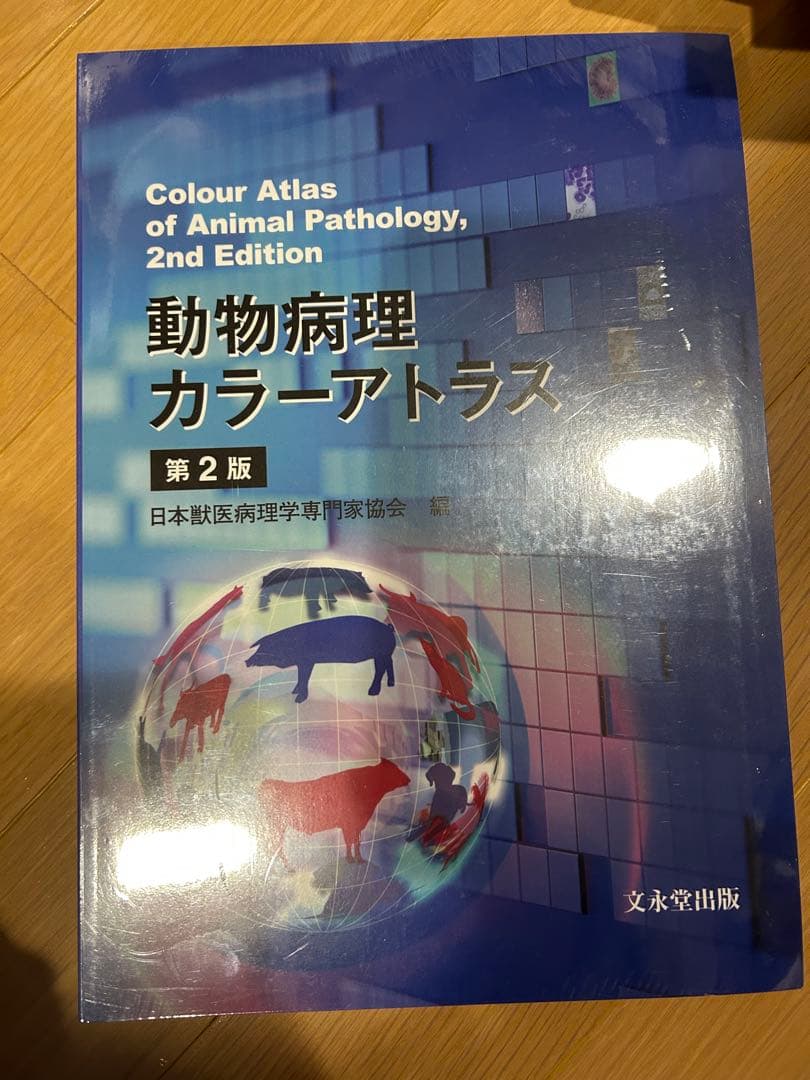 Colour Atlas
of Animal Pathology,
2nd Edition
動物病理
カラーアトラス
第2版
日本獣医病理学専門家協会 編
文永堂出版